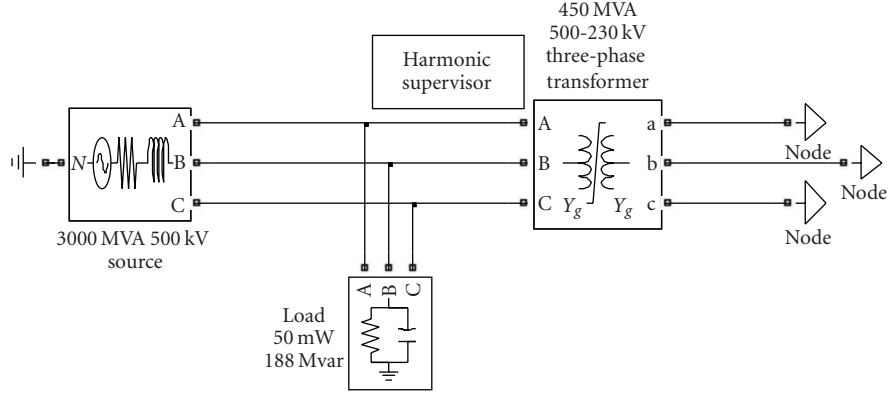 450 MVA
500-230 kV
three-phase
transformer
Harmonic
supervisor
A
B
C
N
3000 MVA 500 kV
source
A
B
C
Yg
Yg
a
b
c
Node
Node
Node
A
B
C
Load
50 mW
188 Mvar